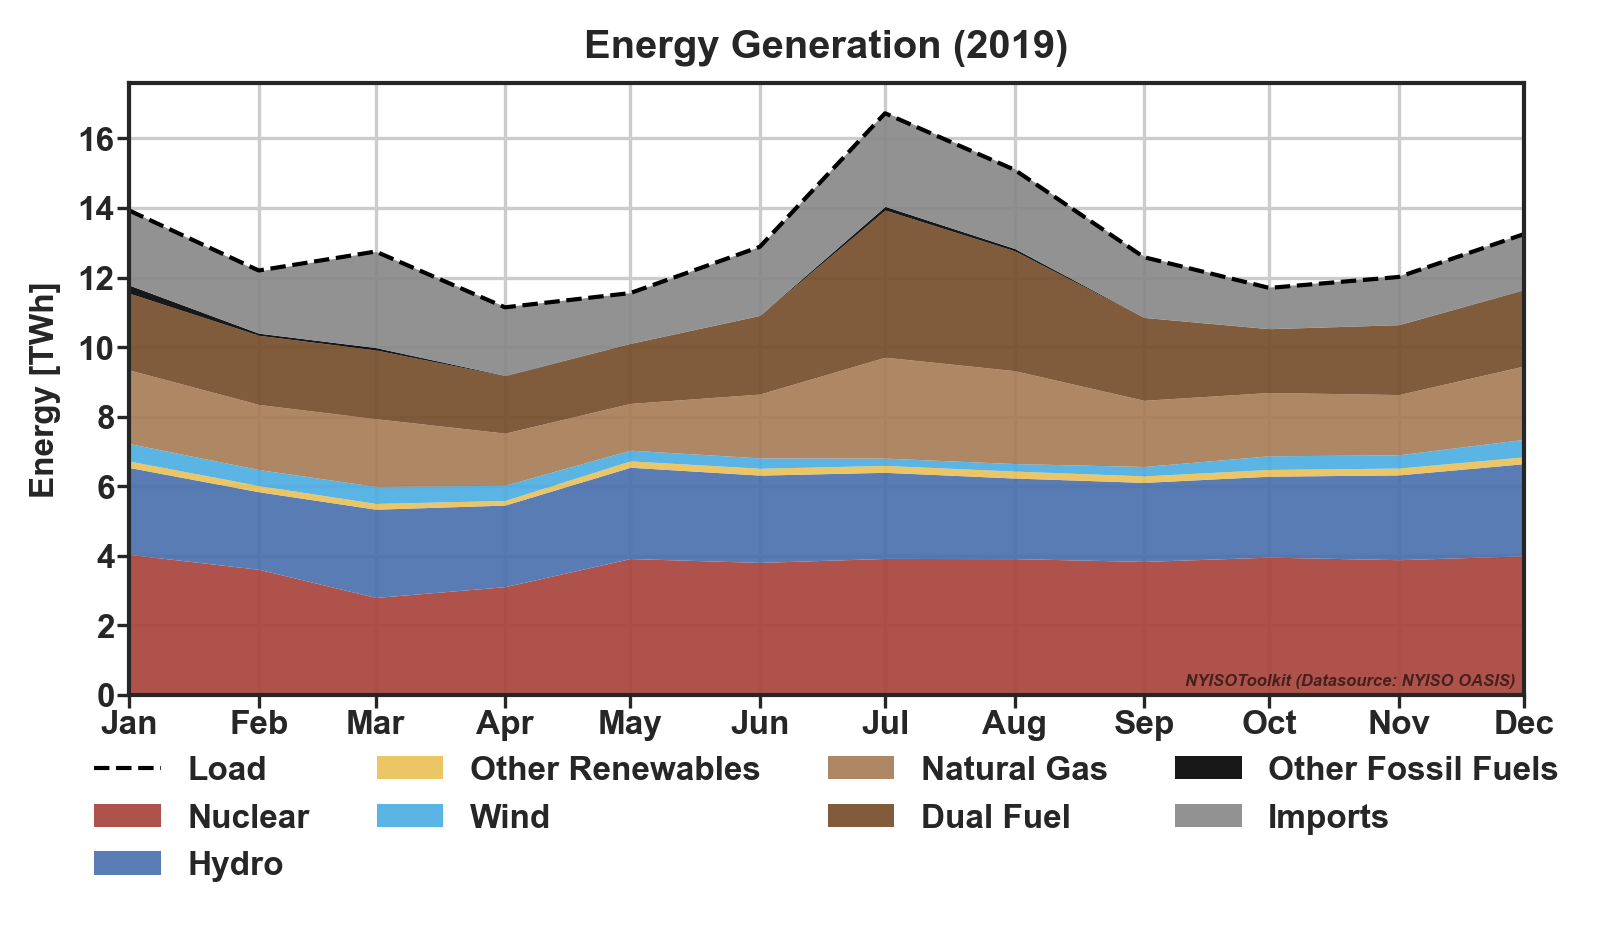 Energy Generation (2019)
Energy [TWh]
16
14
12
10
8
6
4
2
0
NYISOToolkit (Datasource: NYISO OASIS)
Jan Feb Mar Apr May Jun Jul Aug Sep Oct Nov Dec
Load Other Renewables Natural Gas Other Fossil Fuels
Nuclear Wind Dual Fuel Imports
Hydro